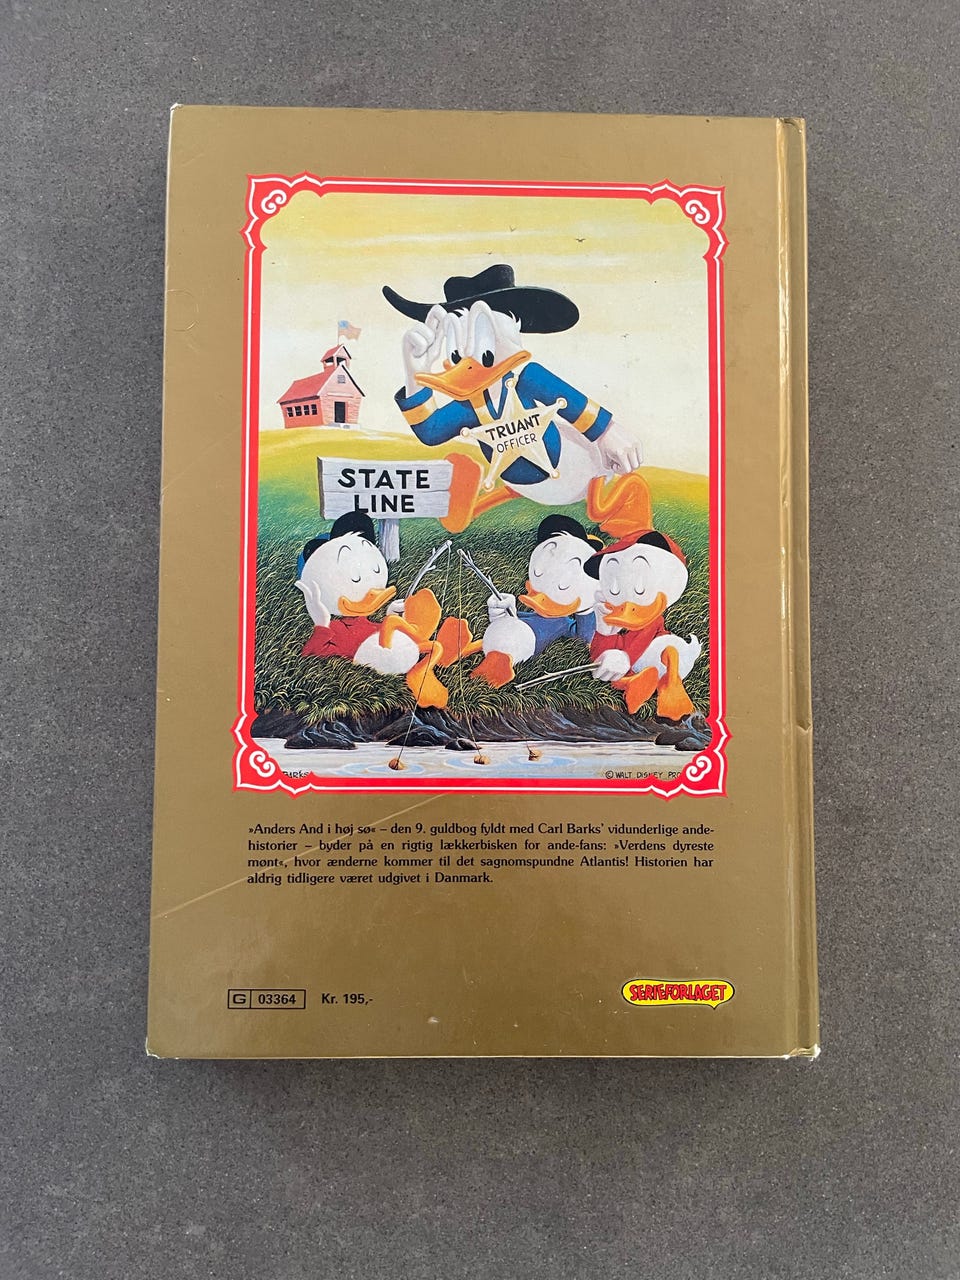 TRUANT
OFFICER
STATE
LINE
BARKS
© WALT DISNEY PRO
»Anders And i høj sø« – den 9. guldbog fyldt med Carl Barks' vidunderlige ande-
historier – byder på en rigtig lækkerbisken for ande-fans: »Verdens dyreste
mønt«, hvor ænderne kommer til det sagnomspundne Atlantis! Historien har
aldrig tidligere været udgivet i Danmark.
G 03364 Kr. 195,-
SERIEFORLAGET